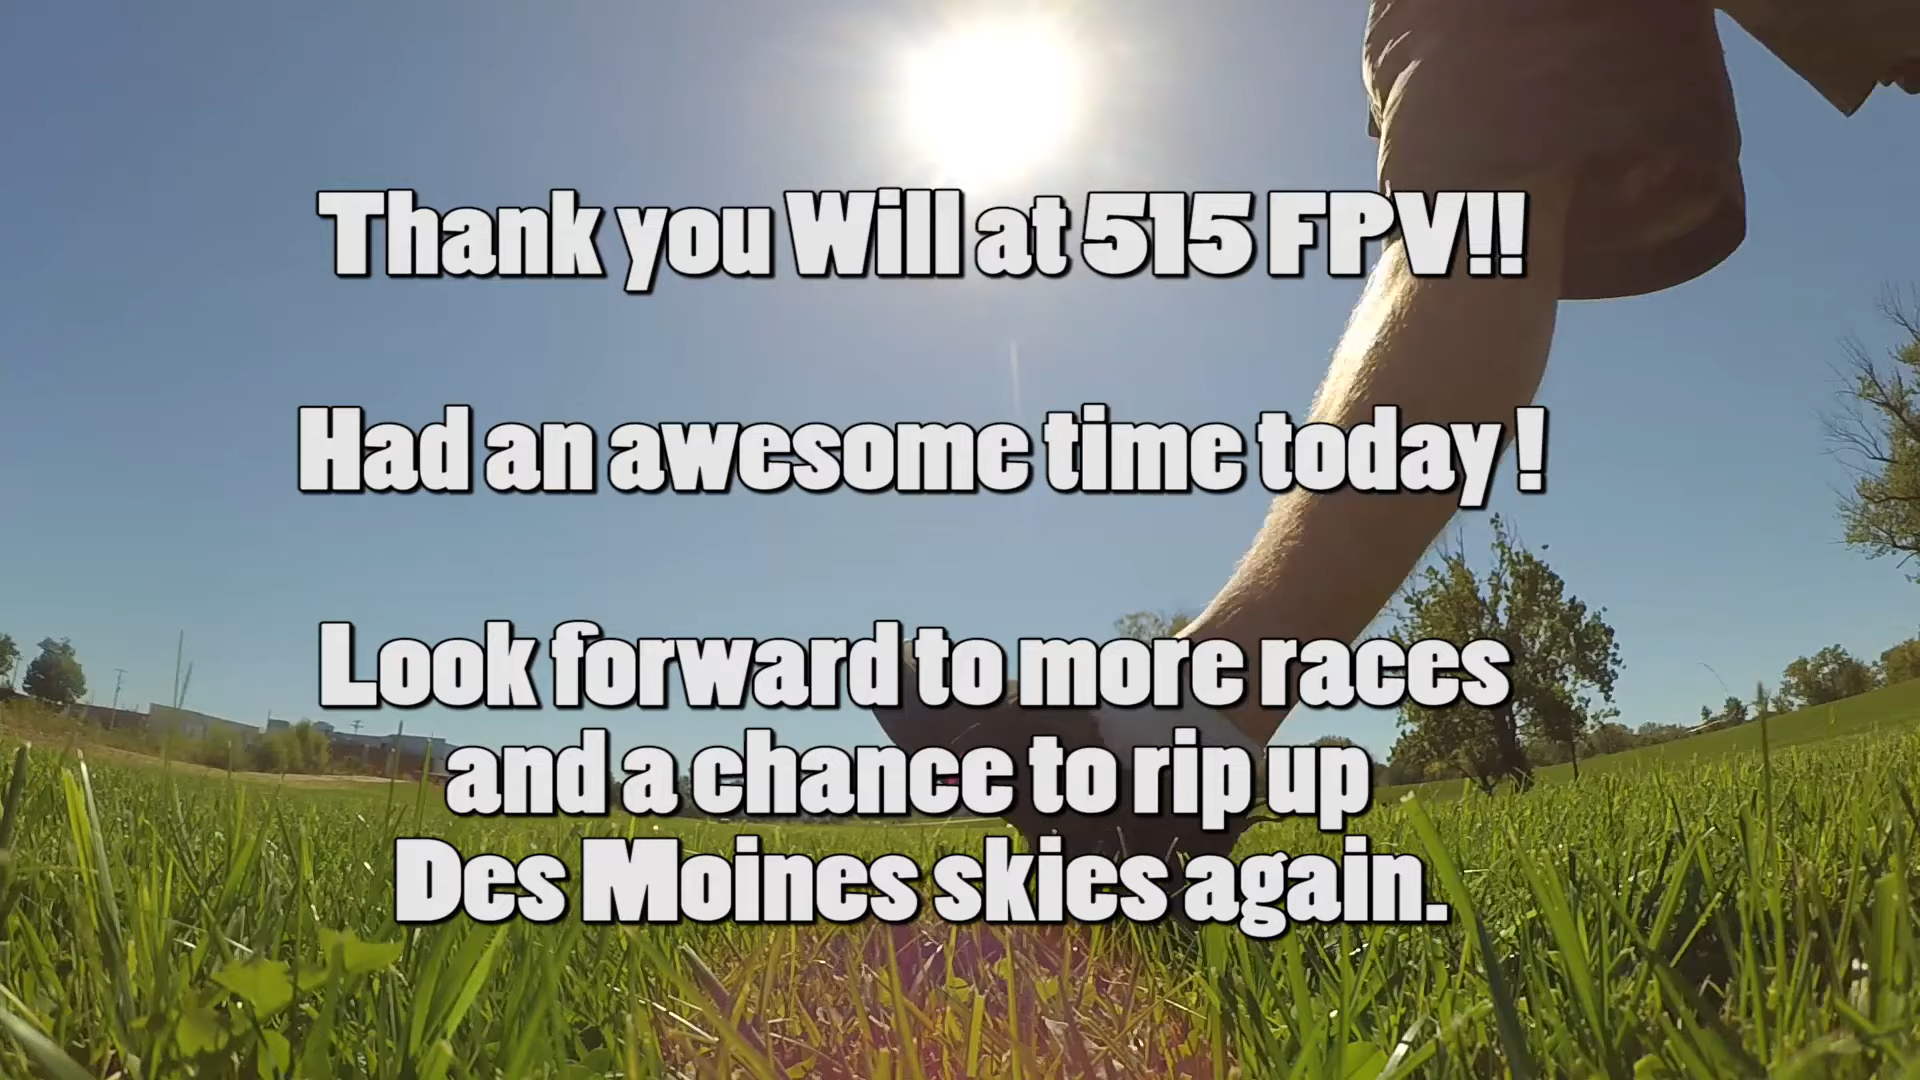 Thank you Will at 515 FPV!!
Had an awesome time today !
Look forward to more races
and a chance to rip up
Des Moines skies again.